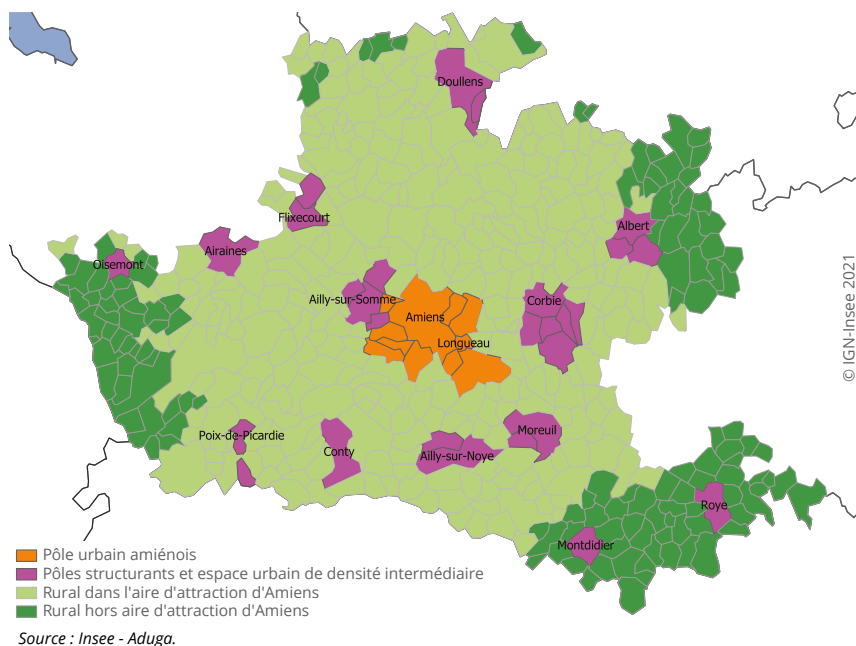 Doullens
Flixecourt
Albert
Airaines
Oisemont
Ailly-sur-Somme
Corbie
Amiens
Longueau
Poix-de-Picardie
Moreuil
Conty
Ailly-sur-Noye
Roye
Montdidier
© IGN-Insee 2021
Pôle urbain amiénois
Pôles structurants et espace urbain de densité intermédiaire
Rural dans l'aire d'attraction d'Amiens
Rural hors aire d'attraction d'Amiens
Source : Insee - Aduga.